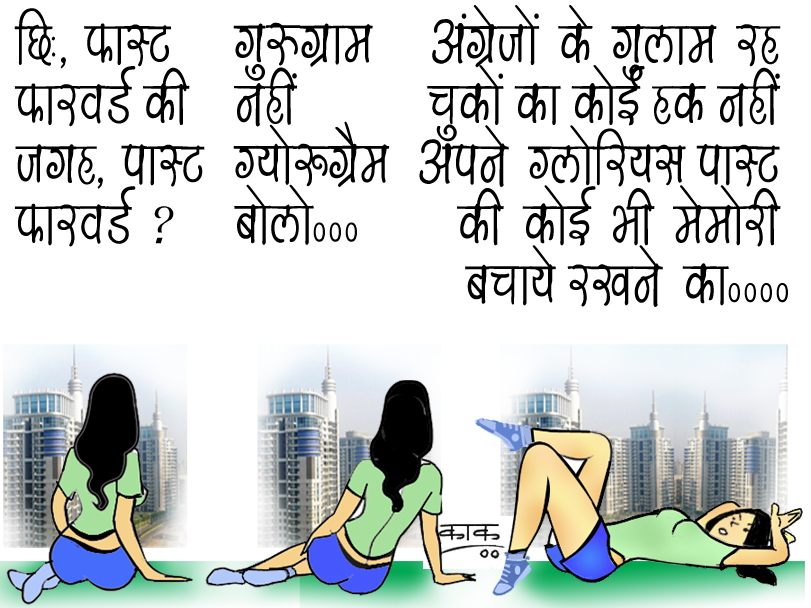 छिः, फास्ट
फारवर्ड की
जगह, पास्ट
फारवर्ड ?
गुरुग्राम
नहीं
ग्योरूग्रैम
बोलो०००
अंग्रेजों के गुलाम रह
चुकों का कोई हक नहीं
अपने ग्लोरियस पास्ट
की कोई भी मेमोरी
बचाये रखने का००००
काक